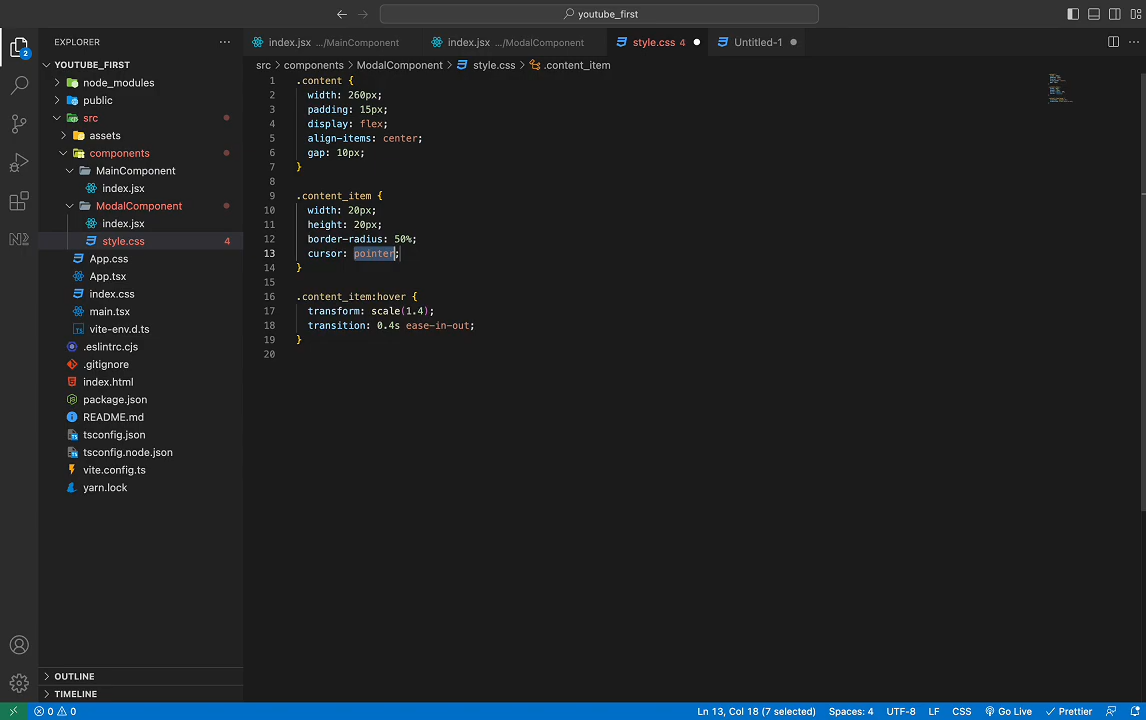 youtube_first
EXPLORER
index.jsx .../MainComponent
index.jsx .../ModalComponent
style.css 4
Untitled-1
src > components > ModalComponent > style.css > .content_item
2
YOUTUBE_FIRST
node_modules
public
src
assets
components
MainComponent
index.jsx
ModalComponent
index.jsx
style.css 4
App.css
App.tsx
index.css
main.tsx
vite-env.d.ts
.eslintrc.cjs
.gitignore
index.html
package.json
README.md
tsconfig.json
tsconfig.node.json
vite.config.ts
yarn.lock
OUTLINE
TIMELINE
1 .content {
2 width: 260px;
3 padding: 15px;
4 display: flex;
5 align-items: center;
6 gap: 10px;
7 }
8
9 .content_item {
10 width: 20px;
11 height: 20px;
12 border-radius: 50%;
13 cursor: pointer;
14 }
15
16 .content_item:hover {
17 transform: scale(1.4);
18 transition: 0.4s ease-in-out;
19 }
20
0 0 Ln 13, Col 18 (7 selected) Spaces: 4 UTF-8 LF CSS Go Live Prettier